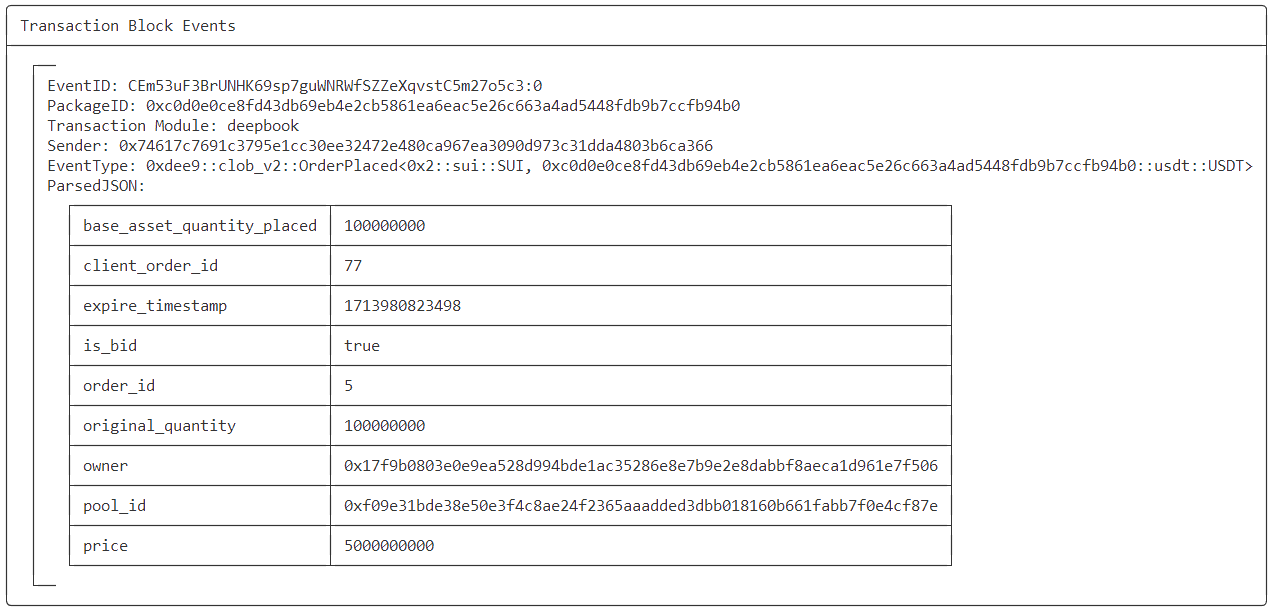 Transaction Block Events
EventID: CEm53uF3BrUNHK69sp7guWNRWfSZZeXqvstC5m27o5c3:0
PackageID: 0xc0d0e0ce8fd43db69eb4e2cb5861ea6eac5e26c663a4ad5448fdb9b7ccfb94b0
Transaction Module: deepbook
Sender: 0x74617c7691c3795e1cc30ee32472e480ca967ea3090d973c31dda4803b6ca366
EventType: 0xdee9::clob_v2::OrderPlaced<0x2::sui::SUI, 0xc0d0e0ce8fd43db69eb4e2cb5861ea6eac5e26c663a4ad5448fdb9b7ccfb94b0::usdt::USDT>
ParsedJSON:
base_asset_quantity_placed 100000000
client_order_id 77
expire_timestamp 1713980823498
is_bid true
order_id 5
original_quantity 100000000
owner 0x17f9b0803e0e9ea528d994bde1ac35286e8e7b9e2e8dabbf8aeca1d961e7f506
pool_id 0xf09e31bde38e50e3f4c8ae24f2365aaadded3dbb018160b661fabb7f0e4cf87e
price 5000000000